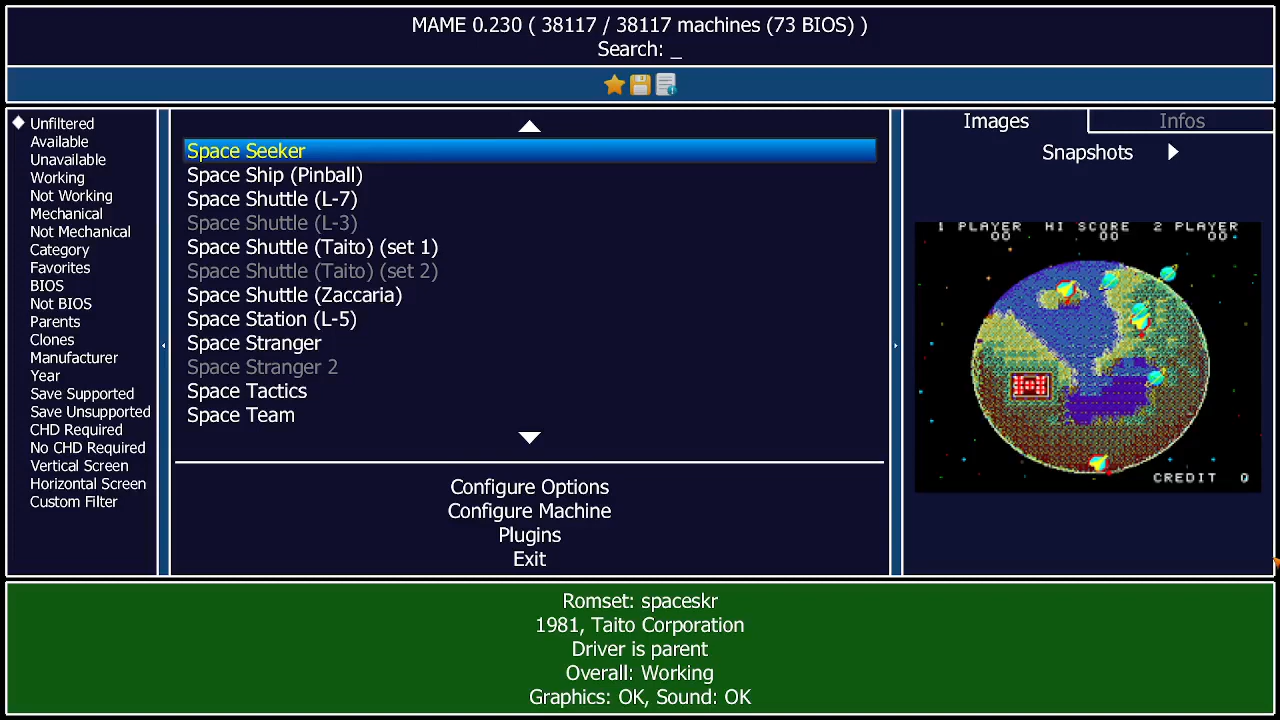 MAME 0.230 ( 38117 / 38117 machines (73 BIOS) )
Search: _
Unfiltered
Available
Unavailable
Working
Not Working
Mechanical
Not Mechanical
Category
Favorites
BIOS
Not BIOS
Parents
Clones
Manufacturer
Year
Save Supported
Save Unsupported
CHD Required
No CHD Required
Vertical Screen
Horizontal Screen
Custom Filter
Space Seeker
Space Ship (Pinball)
Space Shuttle (L-7)
Space Shuttle (L-3)
Space Shuttle (Taito) (set 1)
Space Shuttle (Taito) (set 2)
Space Shuttle (Zaccaria)
Space Station (L-5)
Space Stranger
Space Stranger 2
Space Tactics
Space Team
Configure Options
Configure Machine
Plugins
Exit
Images Infos
Snapshots
1 PLAYER HI SCORE 2 PLAYER
00 00 00
CREDIT 0
Romset: spaceskr
1981, Taito Corporation
Driver is parent
Overall: Working
Graphics: OK, Sound: OK